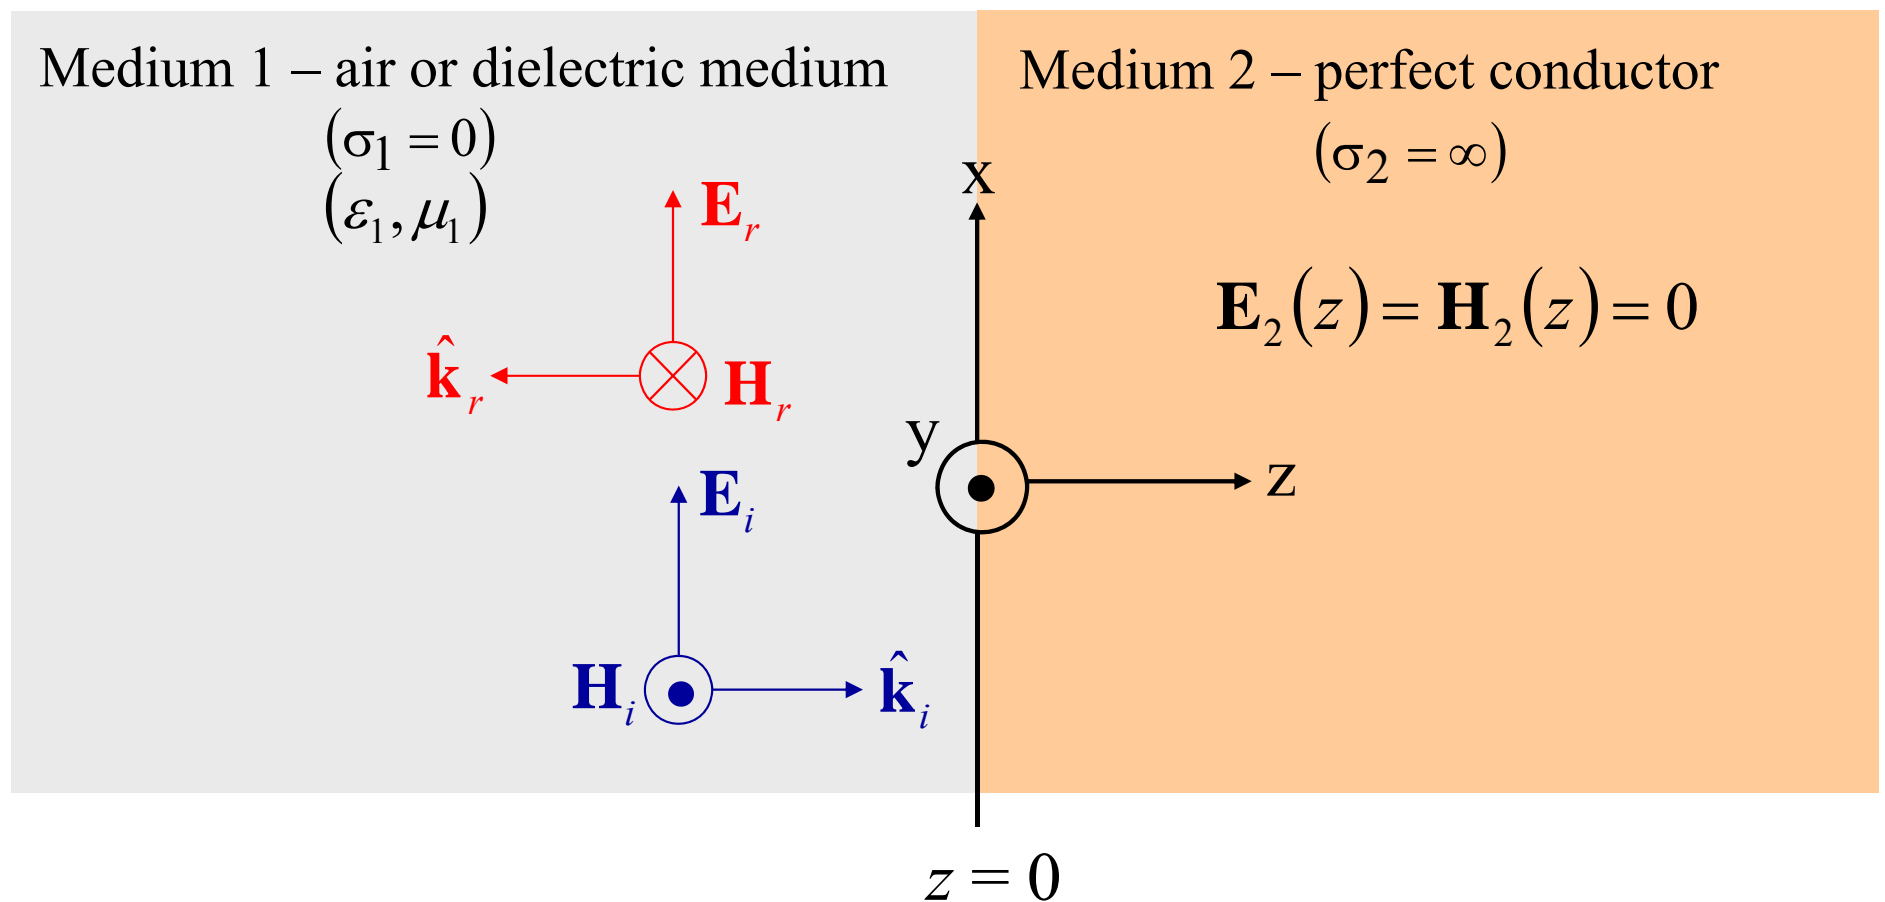 Medium 1 – air or dielectric medium
(σ₁ = 0)
(ε₁, μ₁)
Medium 2 – perfect conductor
(σ₂ = ∞)
x
𝐄ᵣ
𝐄₂(z) = 𝐇₂(z) = 0
k̂ᵣ
𝐇ᵣ
y
z
𝐄ᵢ
𝐇ᵢ
k̂ᵢ
z = 0